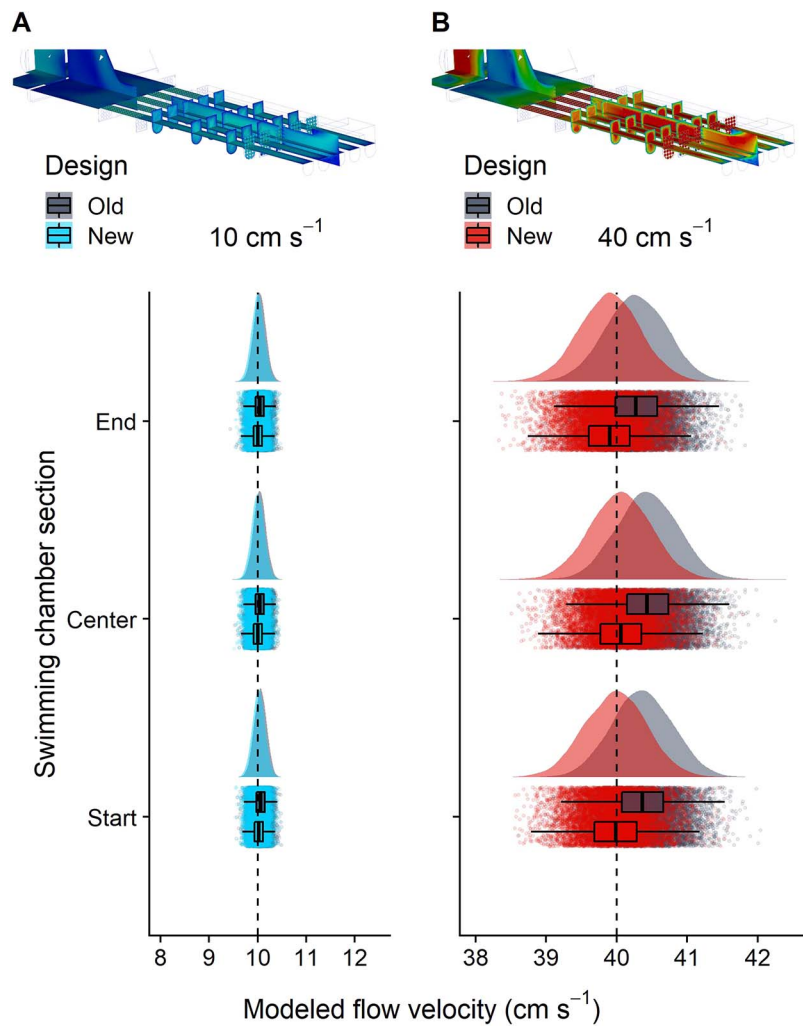 A
B
Design
Old
New
10 cm s⁻¹
Design
Old
New
40 cm s⁻¹
Swimming chamber section
End
Center
Start
8 9 10 11 12
38 39 40 41 42
Modeled flow velocity (cm s⁻¹)